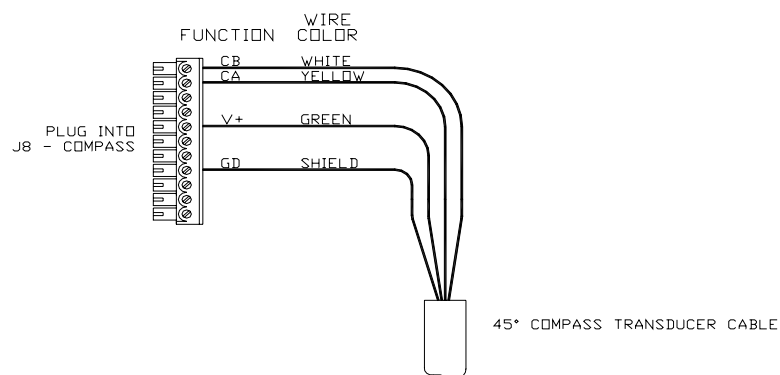 FUNCTION WIRE COLOR
CB WHITE
CA YELLOW
V+ GREEN
GD SHIELD
PLUG INTO
J8 - COMPASS
45° COMPASS TRANSDUCER CABLE